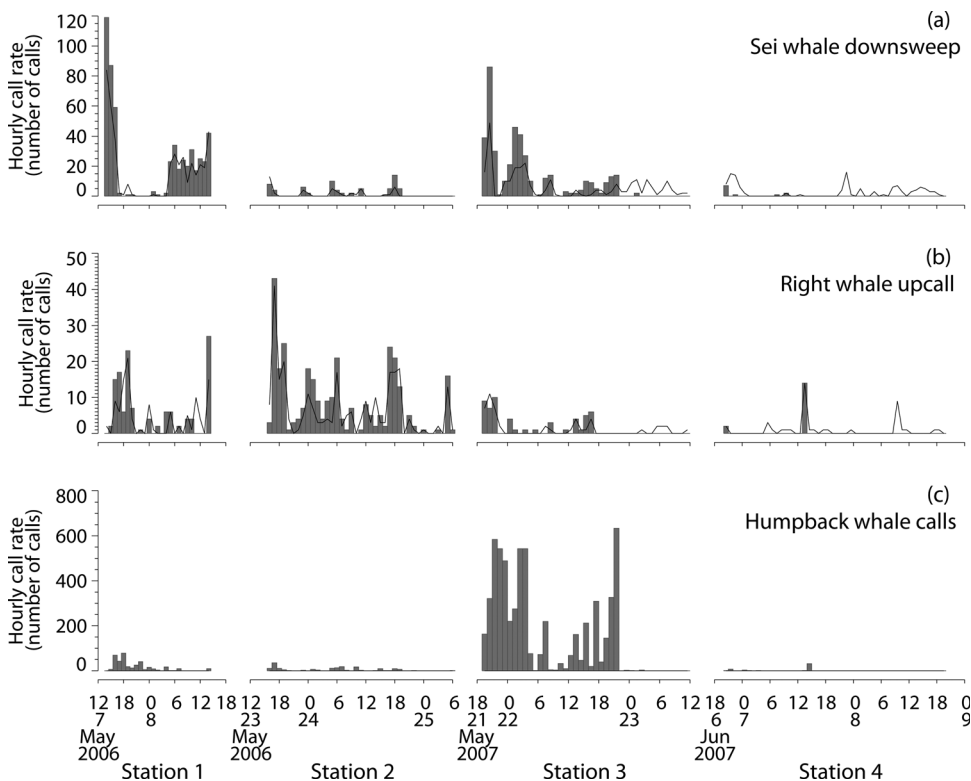 (a)
Sei whale downsweep
Hourly call rate
(number of calls)
120
100
80
60
40
20
0
(b)
Right whale upcall
Hourly call rate
(number of calls)
50
40
30
20
10
0
(c)
Humpback whale calls
Hourly call rate
(number of calls)
800
600
400
200
0
12 18 0 6 12 18 12 18 0 6 12 18 0 6 18 0 6 12 18 0 6 12 18 0 6 12 18 0 6 12 18 0
7 8 23 24 25 21 22 23 6 7 8 9
May May May Jun
2006 2006 2007 2007
Station 1 Station 2 Station 3 Station 4